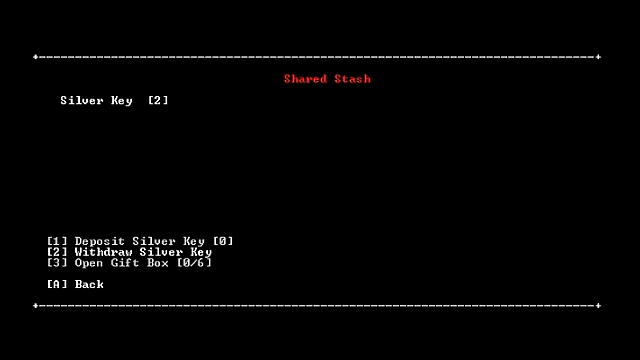 Shared Stash
Silver Key [2]
[1] Deposit Silver Key [0]
[2] Withdraw Silver Key
[3] Open Gift Box [0/6]
[A] Back